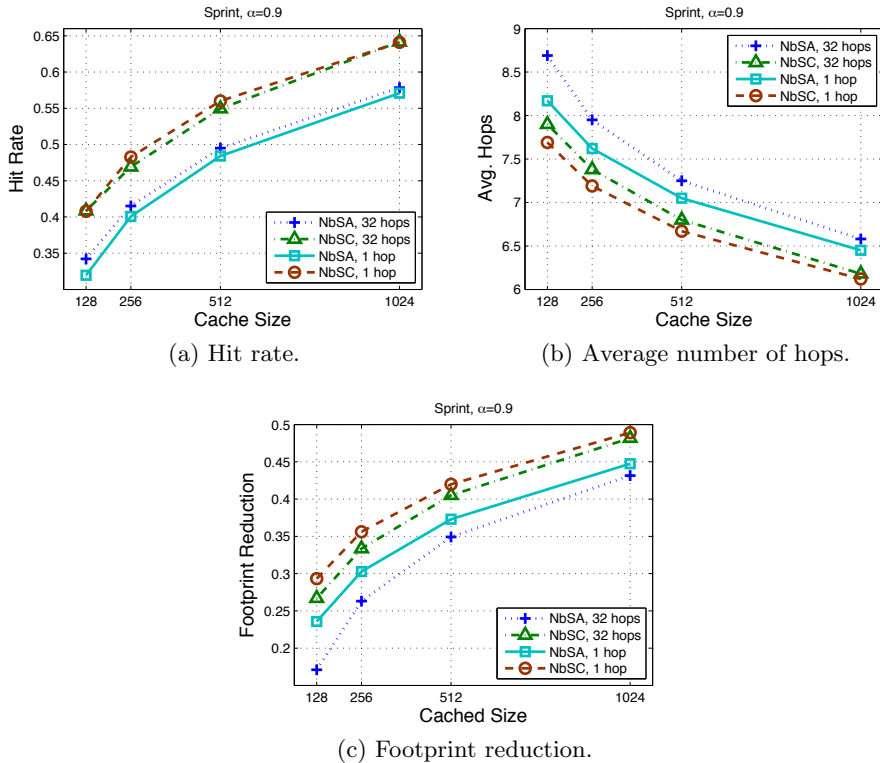 Sprint, α=0.9
0.65
0.6
0.55
0.5
0.45
0.4
0.35
Hit Rate
NbSA, 32 hops
NbSC, 32 hops
NbSA, 1 hop
NbSC, 1 hop
128 256 512 1024
Cache Size
(a) Hit rate.
Sprint, α=0.9
9
8.5
8
7.5
7
6.5
6
Avg. Hops
NbSA, 32 hops
NbSC, 32 hops
NbSA, 1 hop
NbSC, 1 hop
128 256 512 1024
Cache Size
(b) Average number of hops.
Sprint, α=0.9
0.5
0.45
0.4
0.35
0.3
0.25
0.2
Footprint Reduction
NbSA, 32 hops
NbSC, 32 hops
NbSA, 1 hop
NbSC, 1 hop
128 256 512 1024
Cached Size
(c) Footprint reduction.